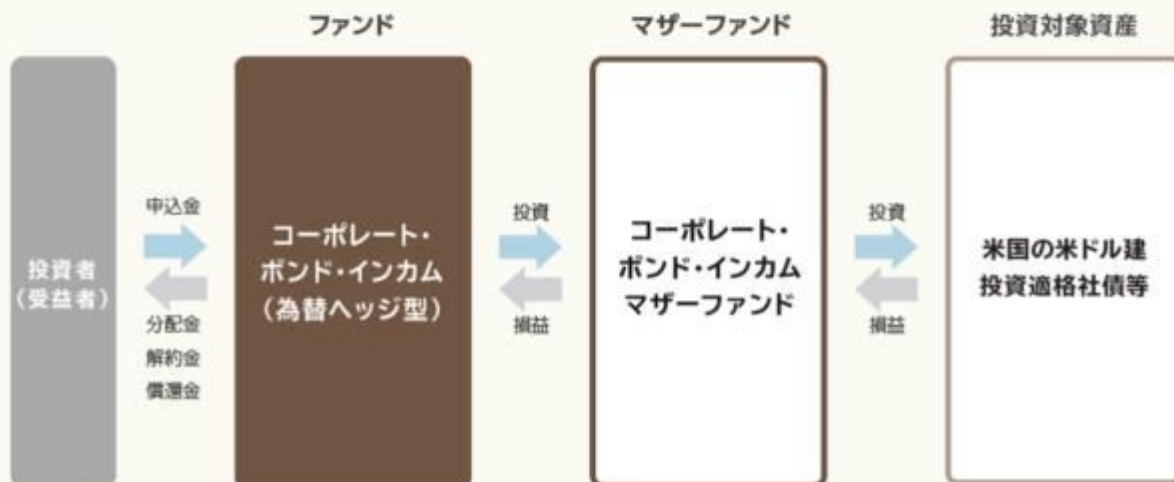 ファンド
マザーファンド
投資対象資産
投資者
（受益者）
申込金
分配金
解約金
償還金
コーポレート・
ボンド・インカム
（為替ヘッジ型）
投資
損益
コーポレート・
ボンド・インカム
マザーファンド
投資
損益
米国の米ドル建
投資適格社債等